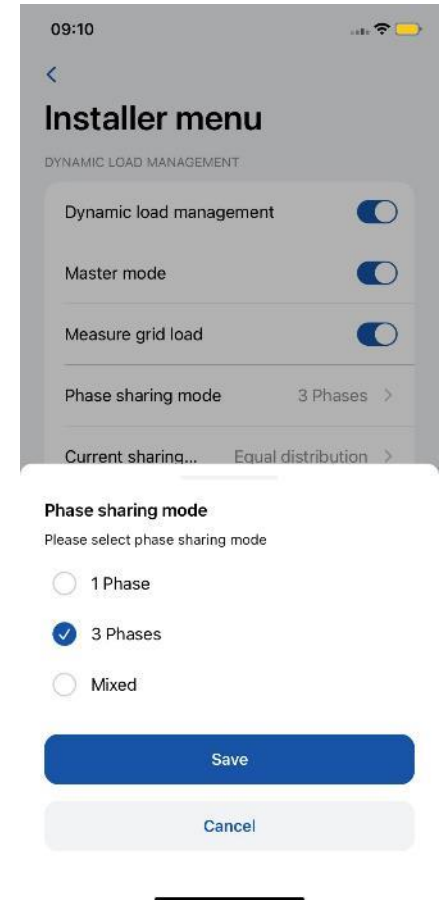 09:10
Installer menu
DYNAMIC LOAD MANAGEMENT
Dynamic load management
Master mode
Measure grid load
Phase sharing mode 3 Phases
Current sharing... Equal distribution
Phase sharing mode
Please select phase sharing mode
1 Phase
3 Phases
Mixed
Save
Cancel